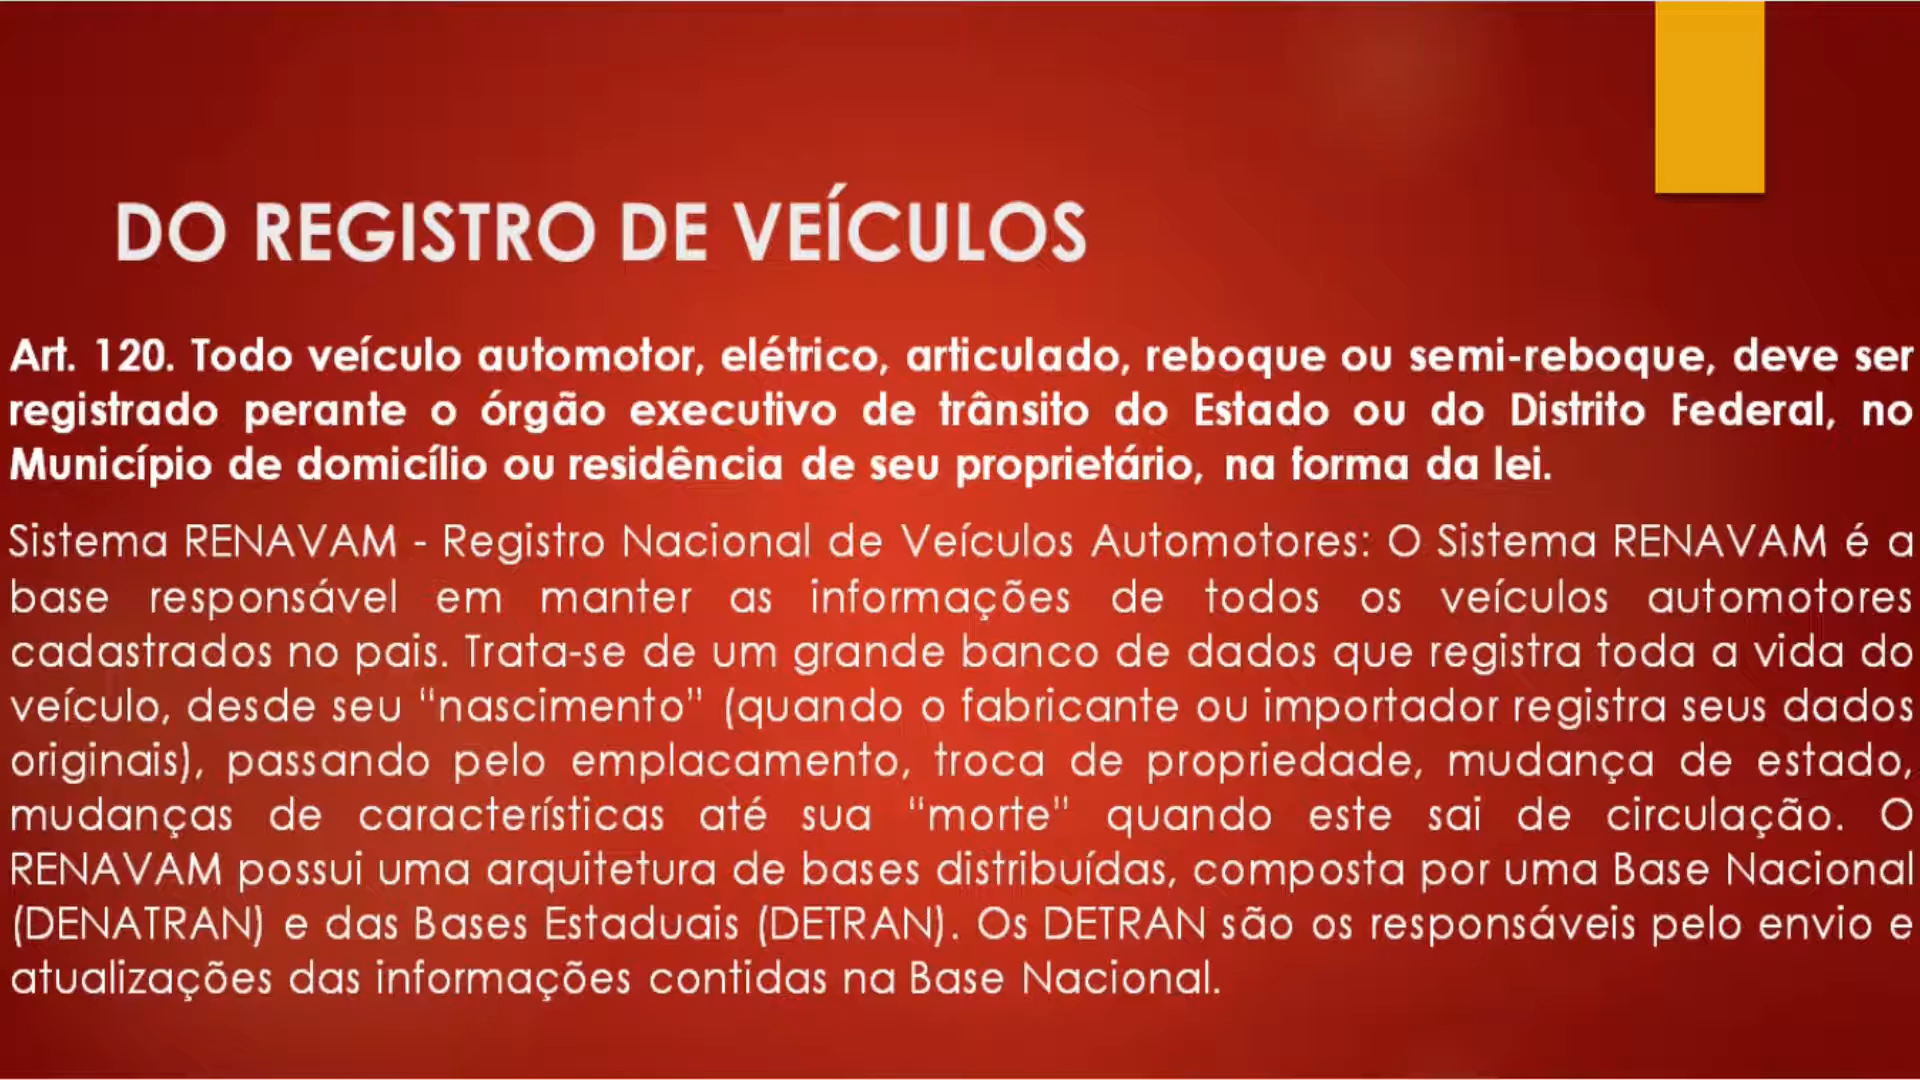 DO REGISTRO DE VEÍCULOS
Art. 120. Todo veículo automotor, elétrico, articulado, reboque ou semi-reboque, deve ser
registrado perante o órgão executivo de trânsito do Estado ou do Distrito Federal, no
Município de domicílio ou residência de seu proprietário, na forma da lei.
Sistema RENAVAM - Registro Nacional de Veículos Automotores: O Sistema RENAVAM é a
base responsável em manter as informações de todos os veículos automotores
cadastrados no pais. Trata-se de um grande banco de dados que registra toda a vida do
veículo, desde seu "nascimento" (quando o fabricante ou importador registra seus dados
originais), passando pelo emplacamento, troca de propriedade, mudança de estado,
mudanças de características até sua "morte" quando este sai de circulação. O
RENAVAM possui uma arquitetura de bases distribuídas, composta por uma Base Nacional
(DENATRAN) e das Bases Estaduais (DETRAN). Os DETRAN são os responsáveis pelo envio e
atualizações das informações contidas na Base Nacional.